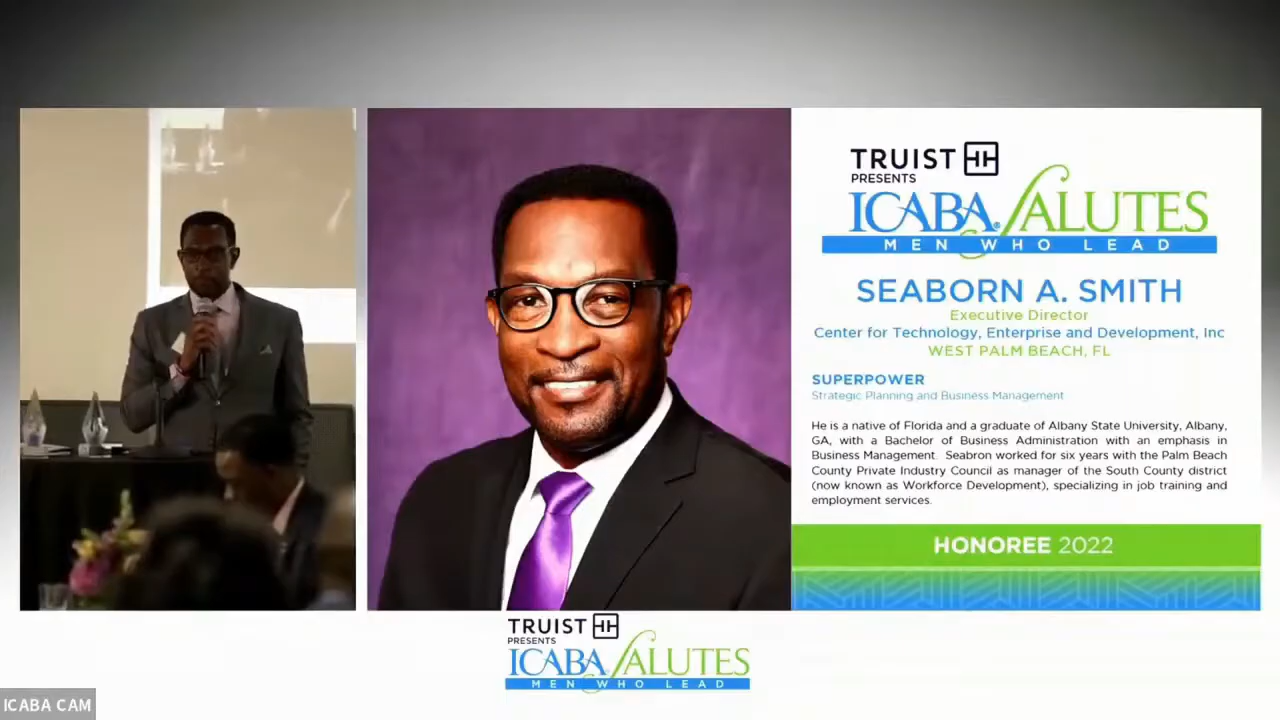 TRUIST
PRESENTS
ICABA® SALUTES
MEN WHO LEAD
SEABORN A. SMITH
Executive Director
Center for Technology, Enterprise and Development, Inc
WEST PALM BEACH, FL
SUPERPOWER
Strategic Planning and Business Management
He is a native of Florida and a graduate of Albany State University, Albany,
GA, with a Bachelor of Business Administration with an emphasis in
Business Management. Seabron worked for six years with the Palm Beach
County Private Industry Council as manager of the South County district
(now known as Workforce Development), specializing in job training and
employment services.
HONOREE 2022
TRUIST
PRESENTS
ICABA SALUTES
MEN WHO LEAD
ICABA CAM